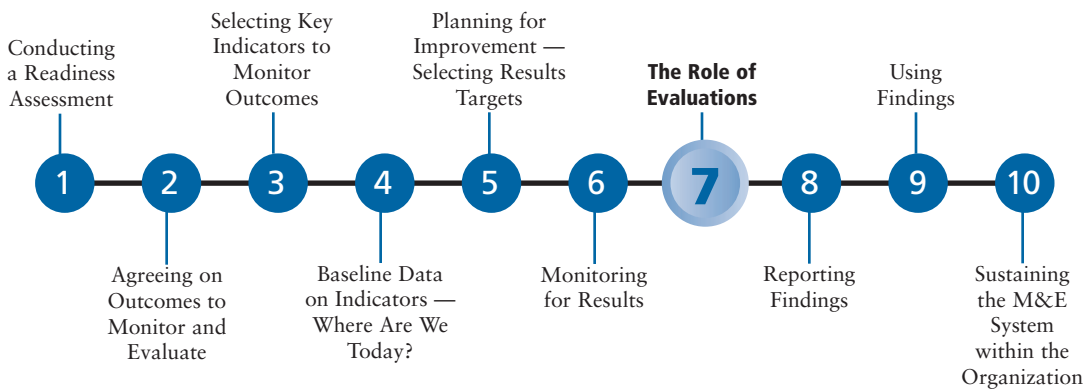 1
Conducting
a Readiness
Assessment
2
Agreeing on
Outcomes to
Monitor and
Evaluate
3
Selecting Key
Indicators to
Monitor
Outcomes
4
Baseline Data
on Indicators —
Where Are We
Today?
5
Planning for
Improvement —
Selecting Results
Targets
6
Monitoring
for Results
7
The Role of
Evaluations
8
Reporting
Findings
9
Using
Findings
10
Sustaining
the M&E
System
within the
Organization